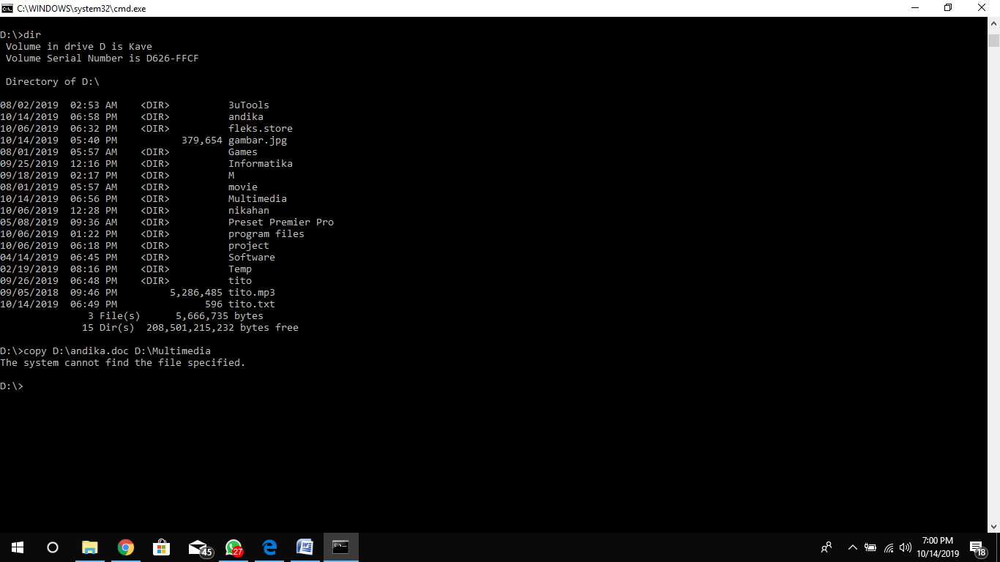 C:\WINDOWS\system32\cmd.exe
D:\>dir
 Volume in drive D is Kave
 Volume Serial Number is D626-FFCF
 Directory of D:\
08/02/2019  02:53 AM    <DIR>          3uTools
10/14/2019  06:58 PM    <DIR>          andika
10/06/2019  06:32 PM    <DIR>          fleks.store
10/14/2019  05:40 PM           379,654 gambar.jpg
08/01/2019  05:57 AM    <DIR>          Games
09/25/2019  12:16 PM    <DIR>          Informatika
09/18/2019  02:17 PM    <DIR>          M
08/01/2019  05:57 AM    <DIR>          movie
10/14/2019  06:56 PM    <DIR>          Multimedia
10/06/2019  12:28 PM    <DIR>          nikahan
05/08/2019  09:36 AM    <DIR>          Preset Premier Pro
10/06/2019  01:22 PM    <DIR>          program files
10/06/2019  06:18 PM    <DIR>          project
04/14/2019  06:45 PM    <DIR>          Software
02/19/2019  08:16 PM    <DIR>          Temp
09/26/2019  06:48 PM    <DIR>          tito
09/05/2018  09:46 PM         5,286,485 tito.mp3
10/14/2019  06:49 PM               596 tito.txt
               3 File(s)      5,666,735 bytes
              15 Dir(s)  208,501,215,232 bytes free
D:\>copy D:\andika.doc D:\Multimedia
The system cannot find the file specified.
D:\>
45
27
7:00 PM
10/14/2019
18